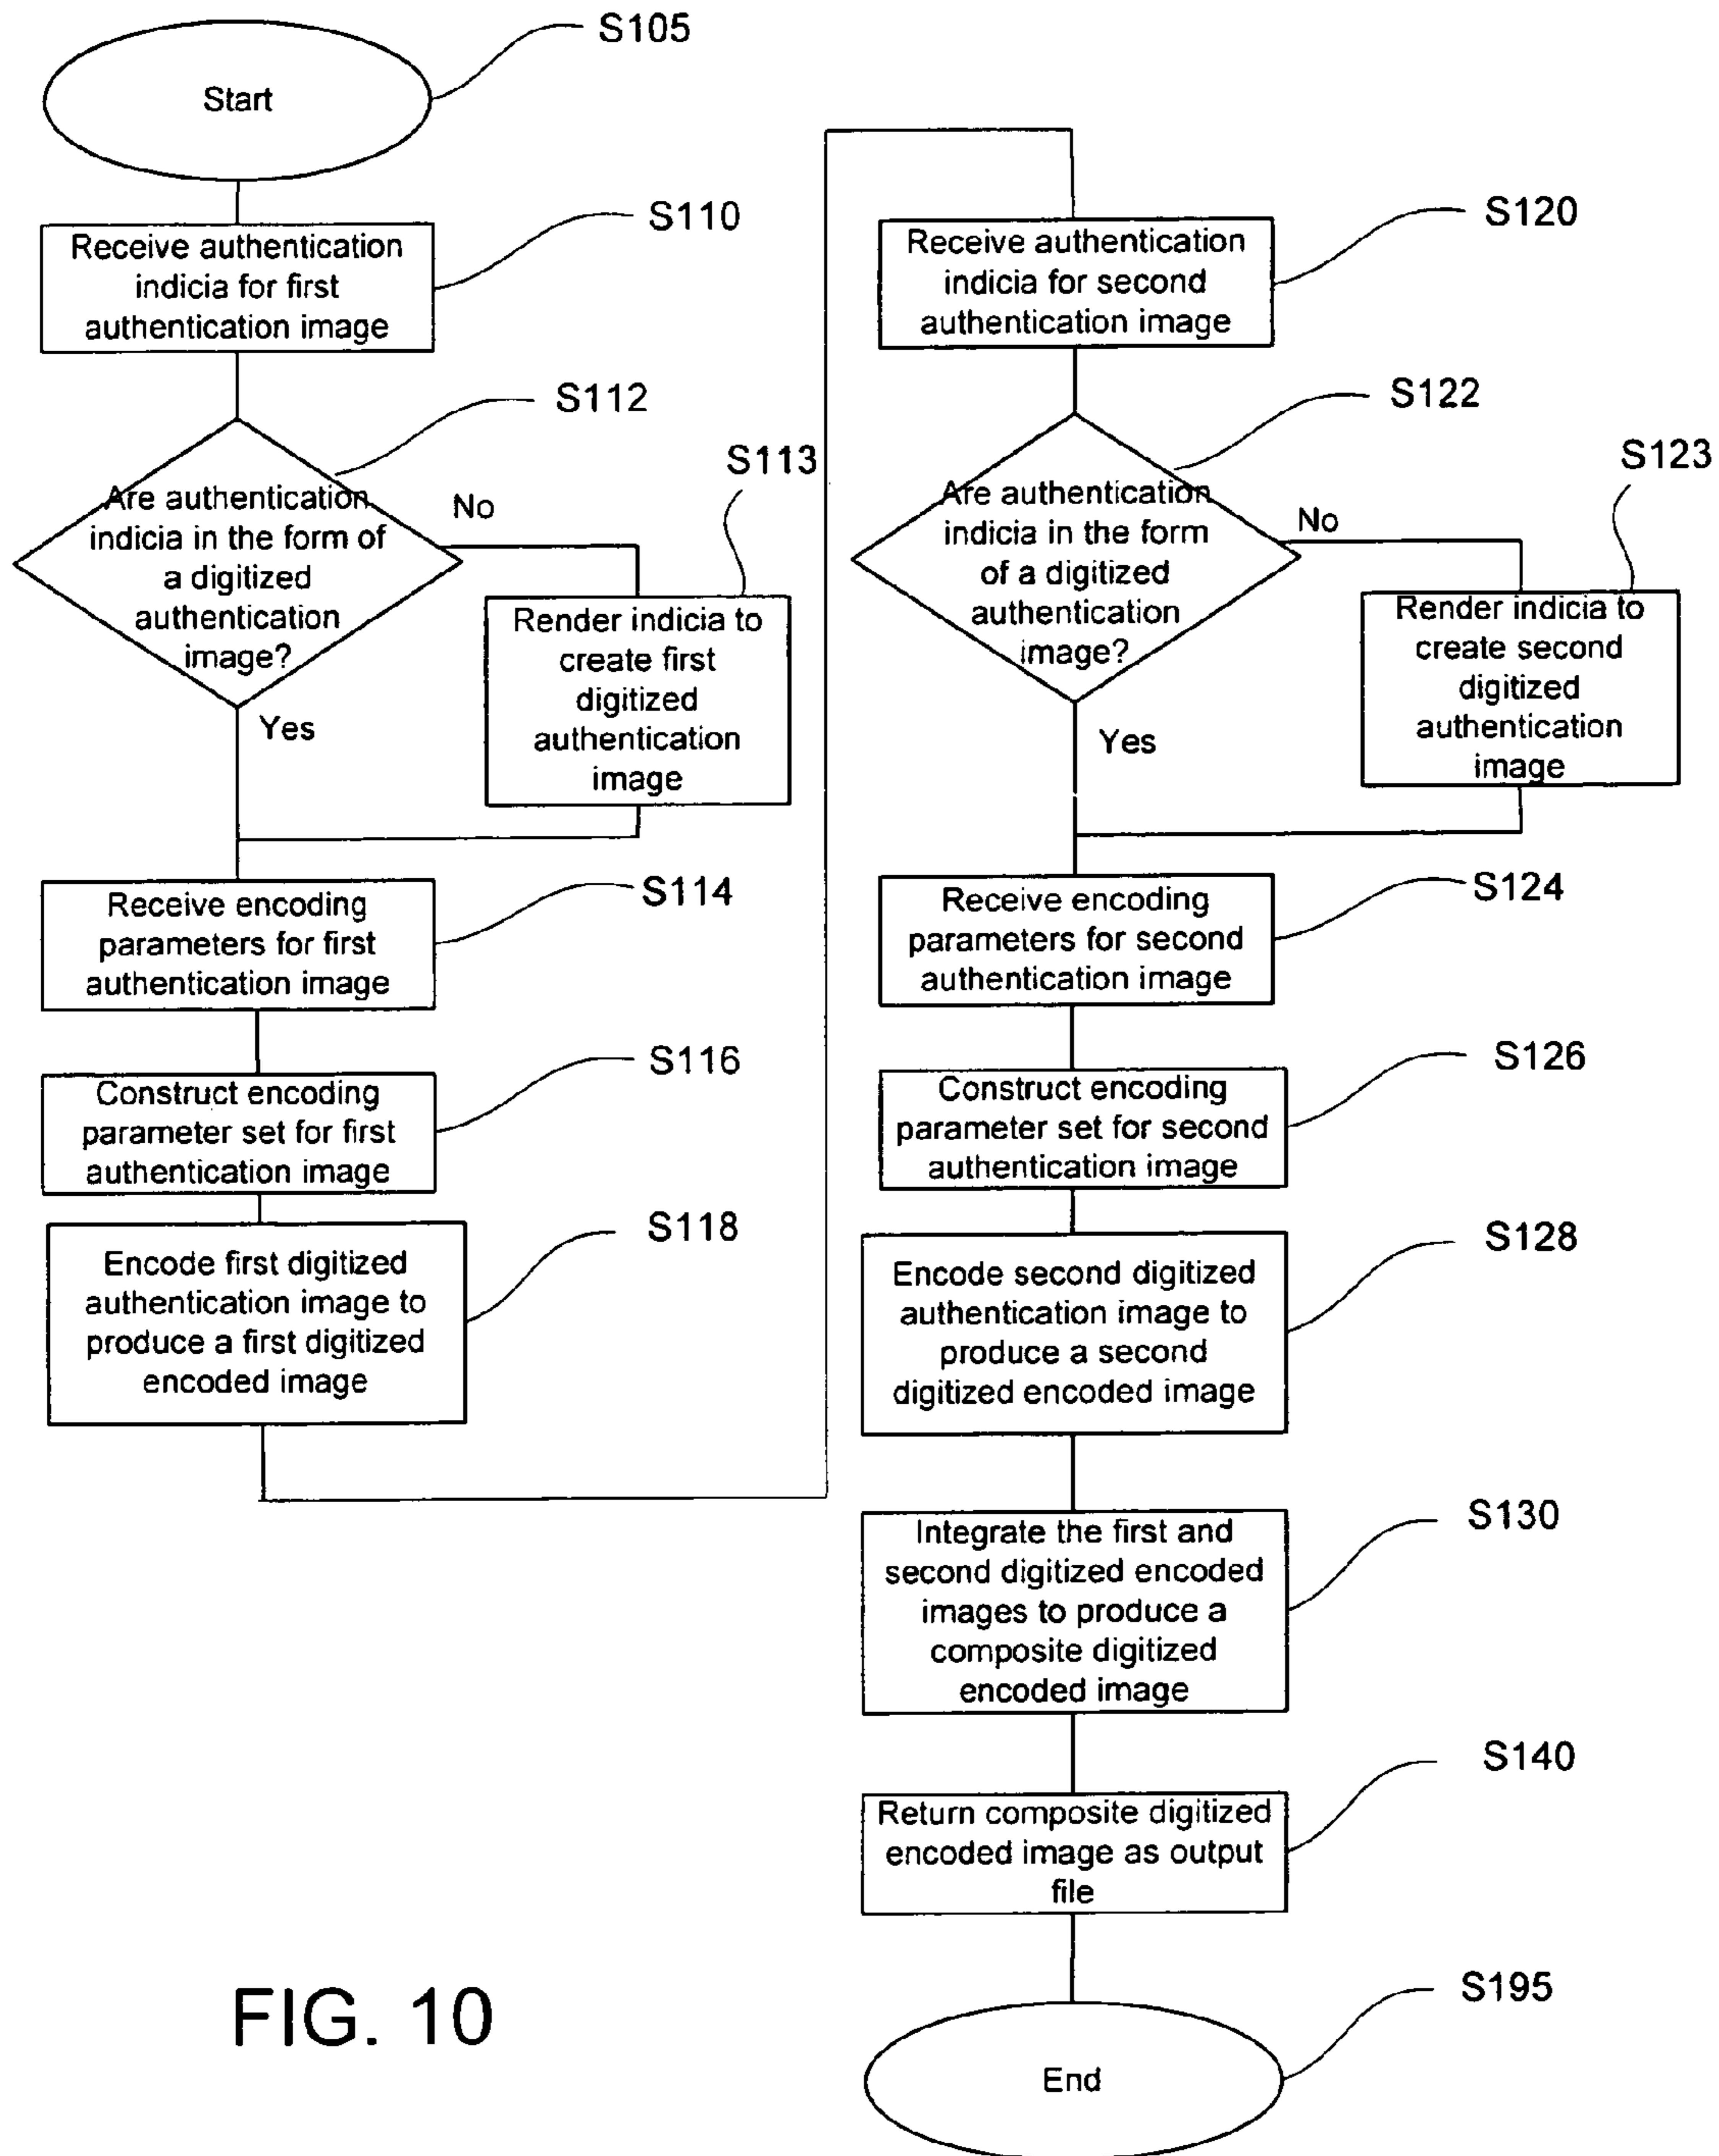 S105
Start
S110
Receive authentication
indicia for first
authentication image
S112
Are authentication
indicia in the form of
a digitized
authentication
image?
No
Yes
S113
Render indicia to
create first
digitized
authentication
image
S114
Receive encoding
parameters for first
authentication image
S116
Construct encoding
parameter set for first
authentication image
S118
Encode first digitized
authentication image to
produce a first digitized
encoded image
S120
Receive authentication
indicia for second
authentication image
S122
Are authentication
indicia in the form
of a digitized
authentication
image?
No
Yes
S123
Render indicia to
create second
digitized
authentication
image
S124
Receive encoding
parameters for second
authentication image
S126
Construct encoding
parameter set for second
authentication image
S128
Encode second digitized
authentication image to
produce a second
digitized encoded image
S130
Integrate the first and
second digitized encoded
images to produce a
composite digitized
encoded image
S140
Return composite digitized
encoded image as output
file
S195
End
FIG. 10